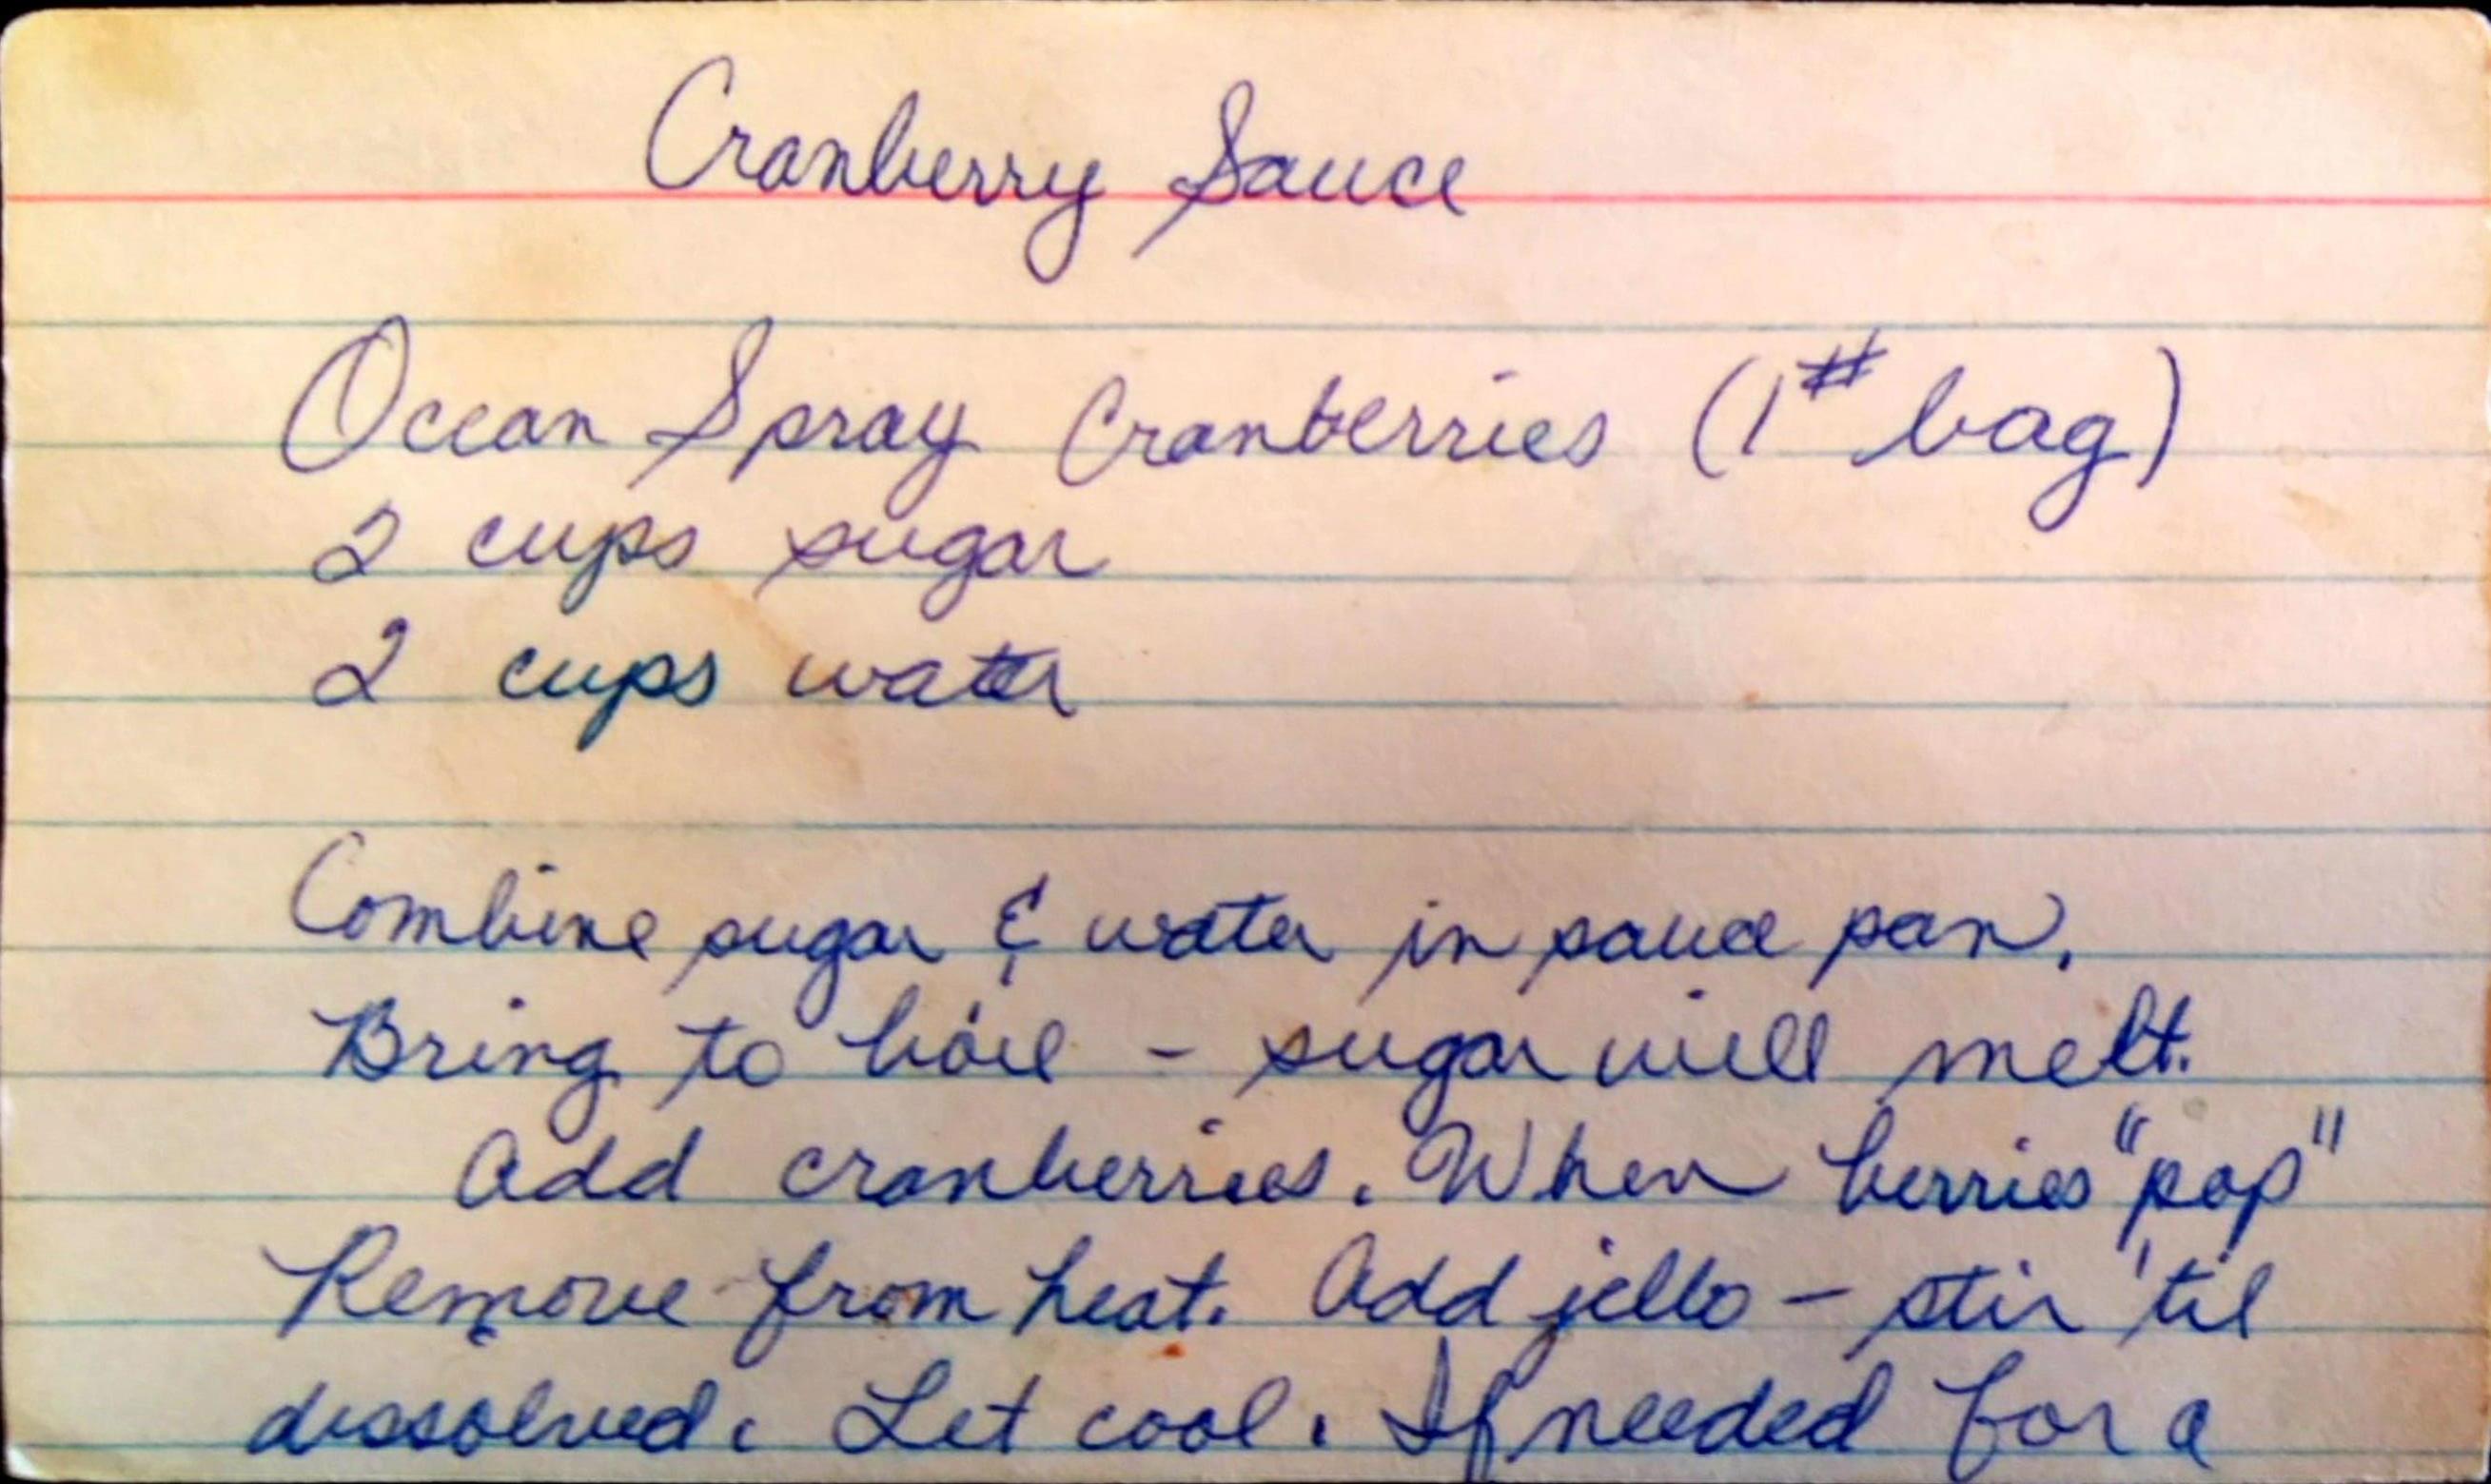 Cranberry Sauce
Ocean Spray Cranberries (1# bag)
2 cups sugar
2 cups water
Combine sugar & water in sauce pan.
Bring to boil - sugar will melt.
Add cranberries. When berries "pop"
Remove from heat. Add jello - stir 'til
dissolved. Let cool. If needed for a